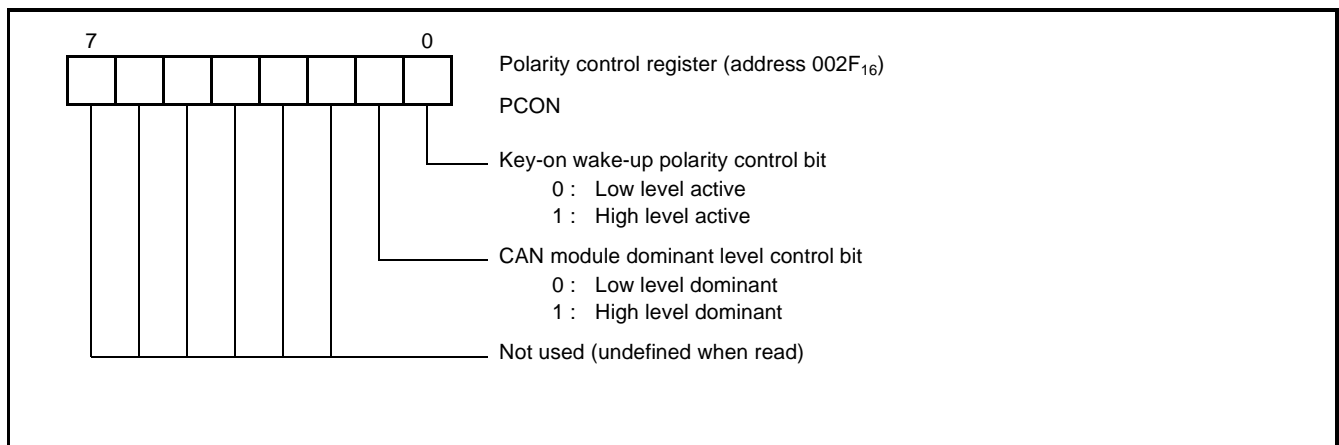 7 0
Polarity control register (address 002F₁₆)
PCON
Key-on wake-up polarity control bit
0 : Low level active
1 : High level active
CAN module dominant level control bit
0 : Low level dominant
1 : High level dominant
Not used (undefined when read)